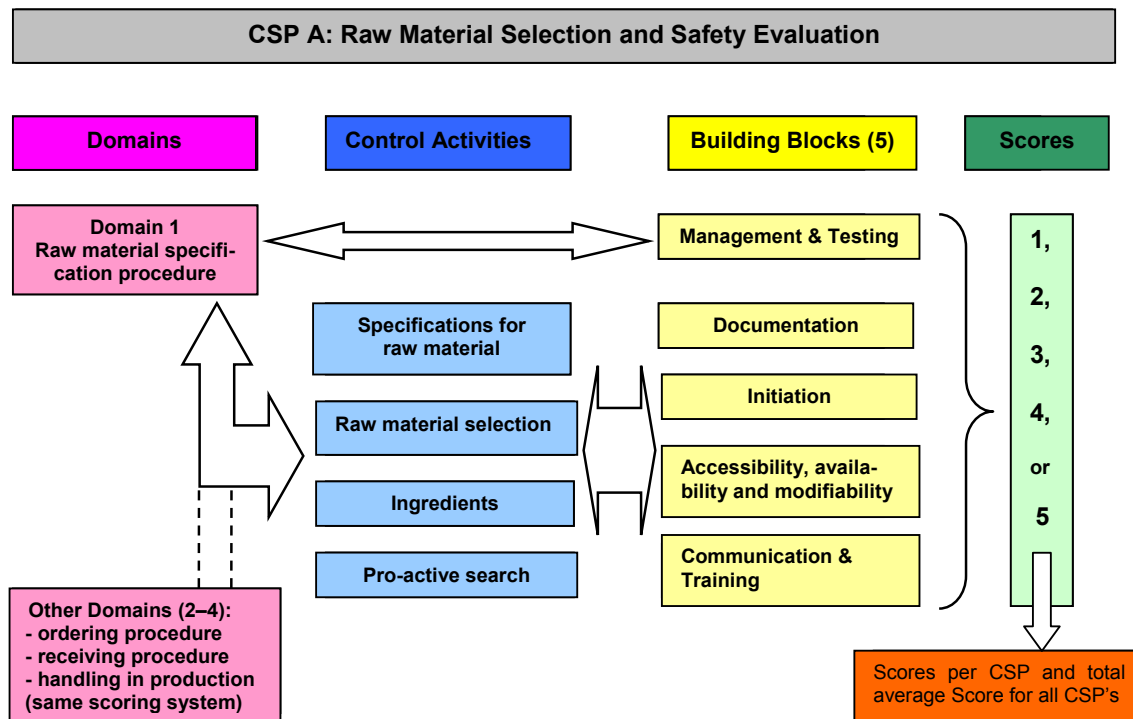 CSP A: Raw Material Selection and Safety Evaluation
Domains
Control Activities
Building Blocks (5)
Scores
Domain 1
Raw material specifi-
cation procedure
Management & Testing
1,
2,
3,
4,
or
5
Specifications for
raw material
Documentation
Initiation
Raw material selection
Accessibility, availa-
bility and modifiability
Ingredients
Communication &
Training
Pro-active search
Other Domains (2–4):
- ordering procedure
- receiving procedure
- handling in production
(same scoring system)
Scores per CSP and total
average Score for all CSP's